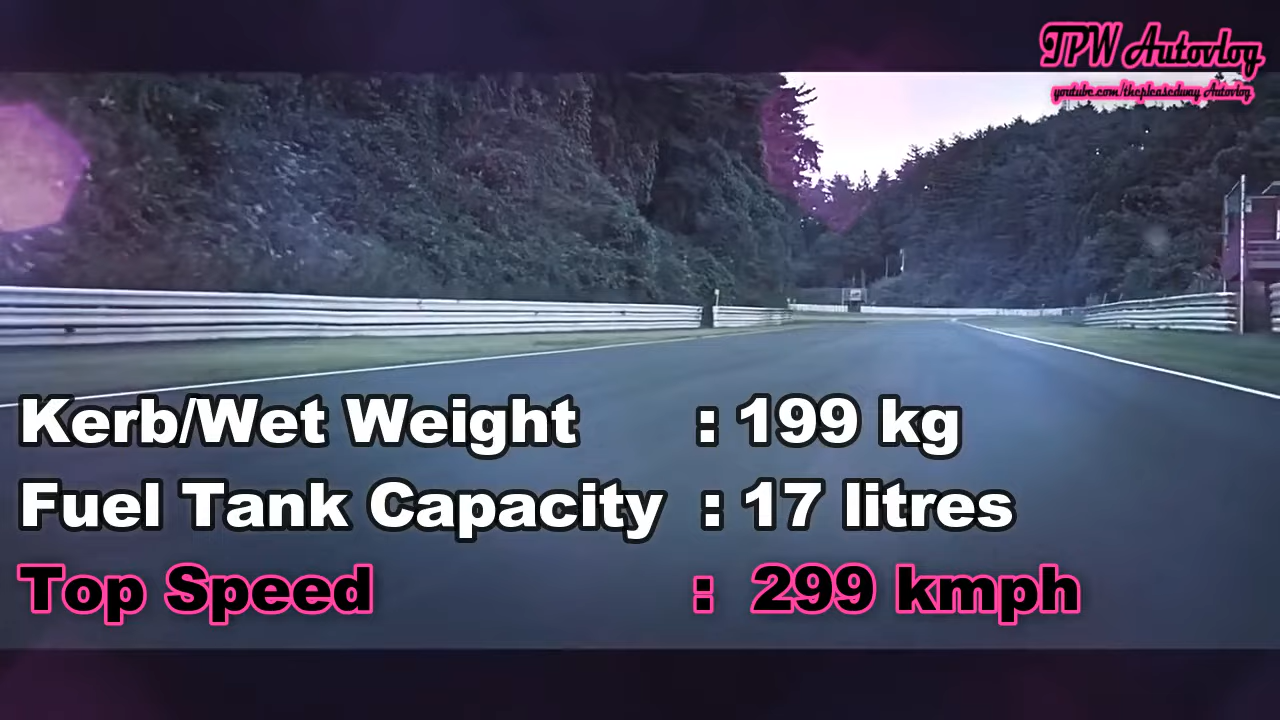 TPW Autovlog
youtube.com/thepleasedway Autovlog
Kerb/Wet Weight : 199 kg
Fuel Tank Capacity : 17 litres
Top Speed : 299 kmph